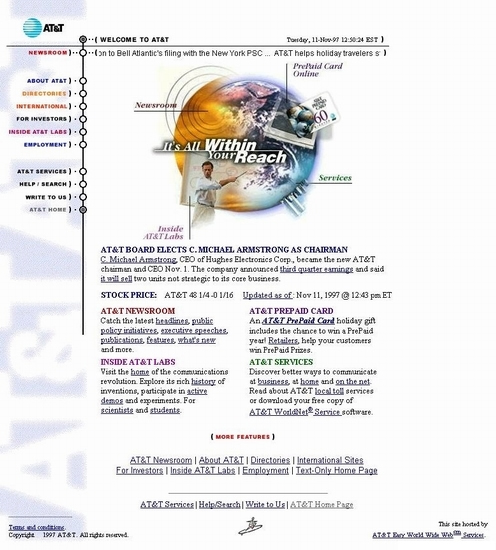 AT&T
WELCOME TO AT&T
Tuesday, 11-Nov-97 12:50:24 EST
NEWSROOM
on to Bell Atlantic's filing with the New York PSC ... AT&T helps holiday travelers s
ABOUT AT&T
DIRECTORIES
INTERNATIONAL
FOR INVESTORS
INSIDE AT&T LABS
EMPLOYMENT
AT&T SERVICES
HELP / SEARCH
WRITE TO US
AT&T HOME
PrePaid Card
Online
Newsroom
60
It's All Within
Your Reach
Services
Inside
AT&T Labs
AT&T BOARD ELECTS C. MICHAEL ARMSTRONG AS CHAIRMAN
C. Michael Armstrong, CEO of Hughes Electronics Corp., became the new AT&T
chairman and CEO Nov. 1. The company announced third quarter earnings and said
it will sell two units not strategic to its core business.
STOCK PRICE: AT&T 48 1/4 -0 1/16 Updated as of : Nov 11, 1997 @ 12:43 pm ET
AT&T NEWSROOM
Catch the latest headlines, public
policy initiatives, executive speeches,
publications, features, what's new
and more.
AT&T PREPAID CARD
An AT&T PrePaid Card holiday gift
includes the chance to win a PrePaid
year! Retailers, help your customers
win PrePaid Prizes.
INSIDE AT&T LABS
Visit the home of the communications
revolution. Explore its rich history of
inventions, participate in active
demos and experiments. For
scientists and students.
AT&T SERVICES
Discover better ways to communicate
at business, at home and on the net.
Read about AT&T local toll services
or download your free copy of
AT&T WorldNet® Service software.
( MORE FEATURES )
AT&T Newsroom | About AT&T | Directories | International Sites
For Investors | Inside AT&T Labs | Employment | Text-Only Home Page
AT&T Services | Help/Search | Write to Us | AT&T Home Page
Terms and conditions.
Copyright 1997 AT&T. All rights reserved.
This site hosted by
AT&T Easy World Wide Web℠ Services.